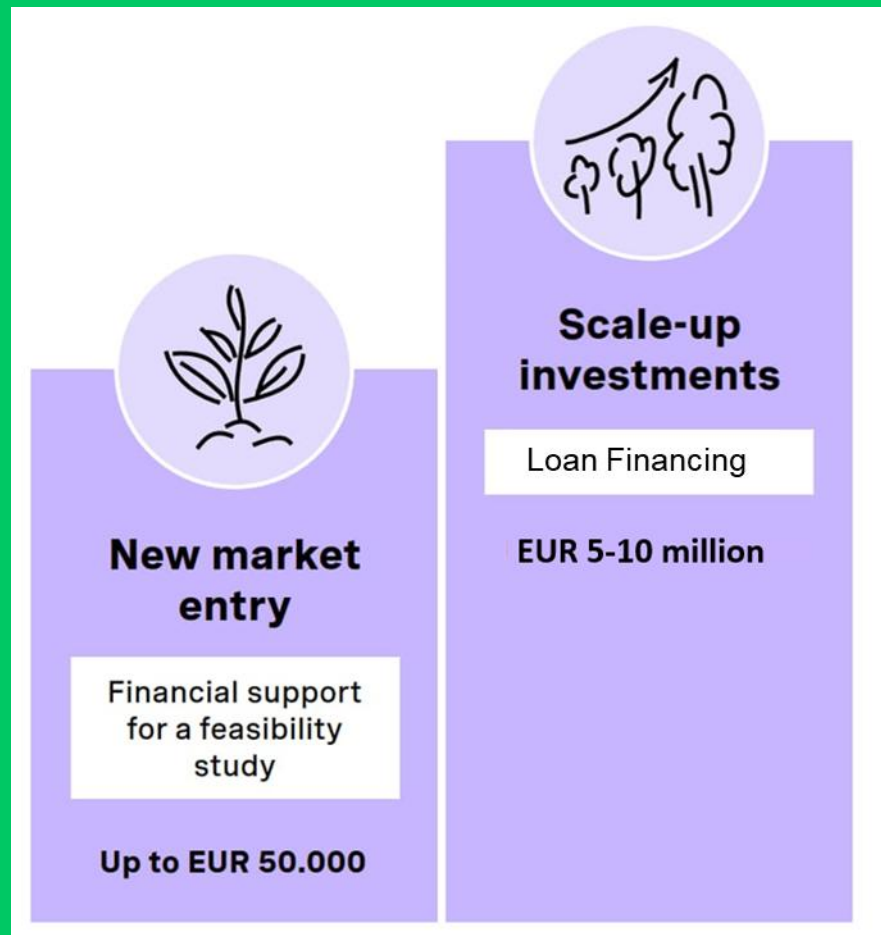 New market
entry
Financial support
for a feasibility
study
Up to EUR 50.000
Scale-up
investments
Loan Financing
EUR 5-10 million